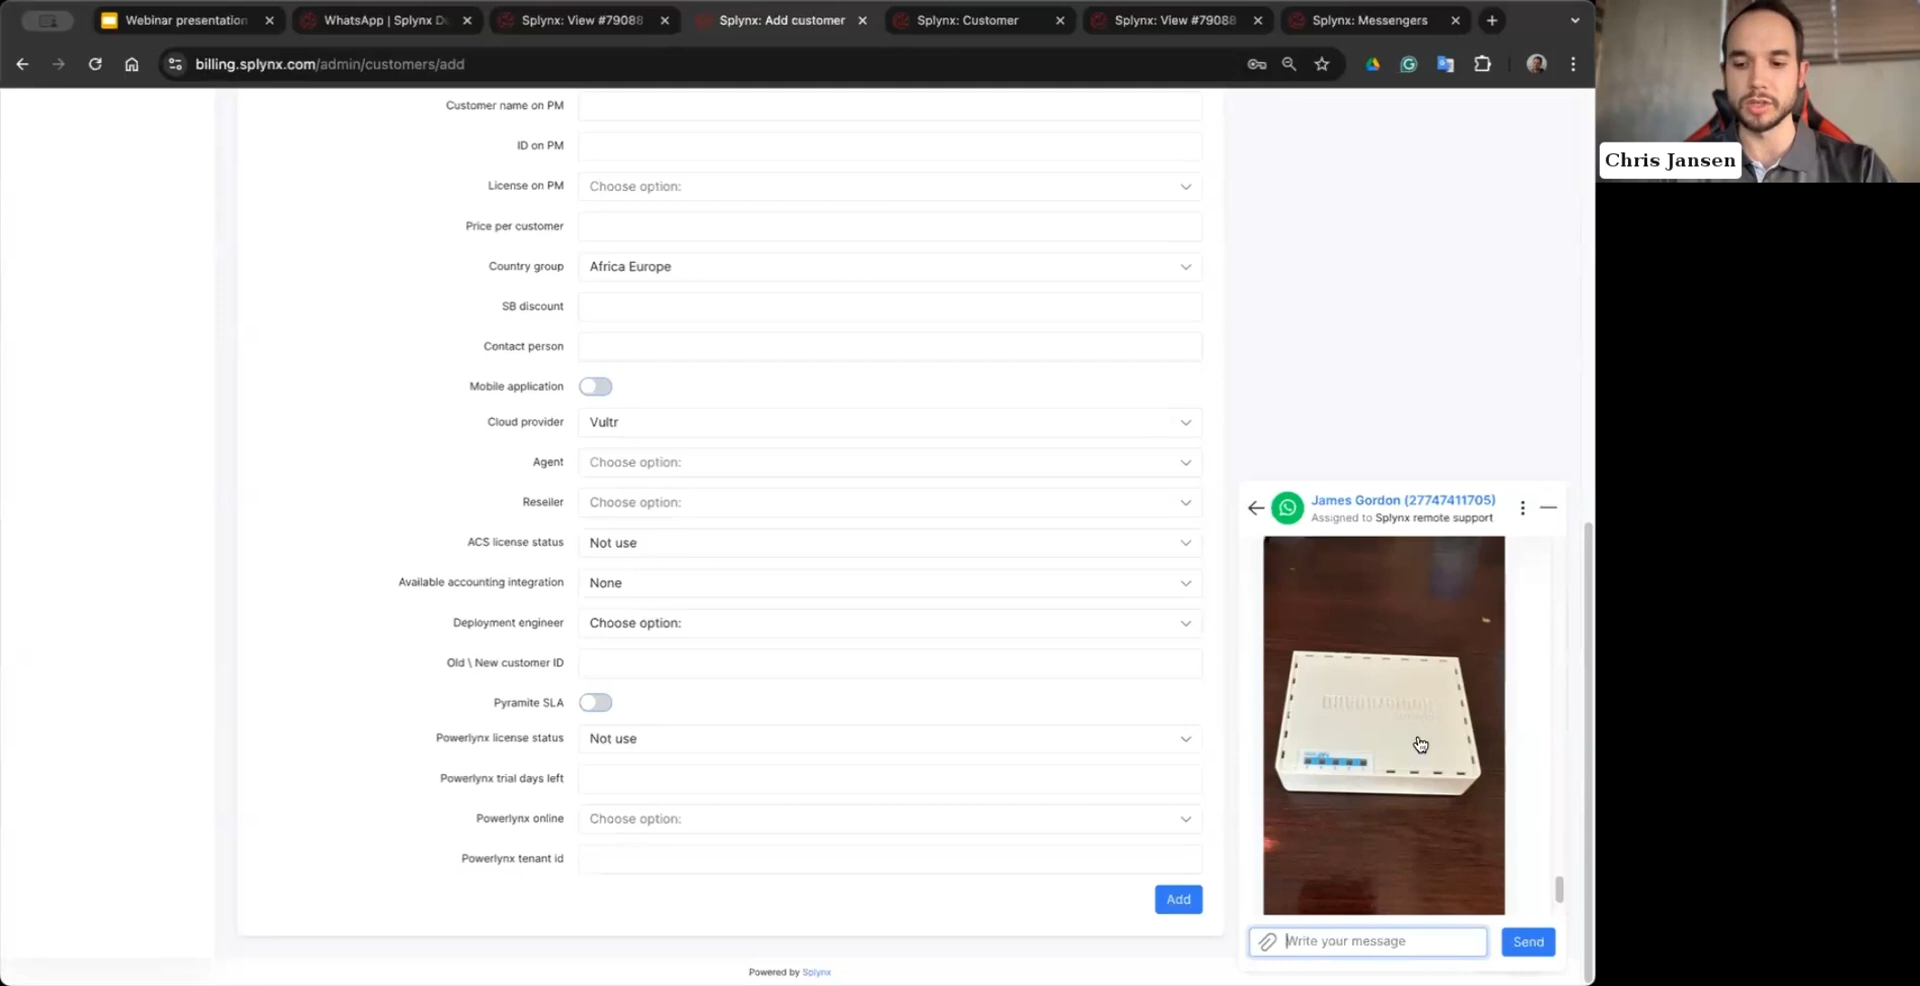 Webinar presentation
WhatsApp | Splynx D
Splynx: View #79088
Splynx: Add customer
Splynx: Customer
Splynx: View #79088
Splynx: Messengers
billing.splynx.com/admin/customers/add
Chris Jansen
Customer name on PM
ID on PM
License on PM Choose option:
Price per customer
Country group Africa Europe
SB discount
Contact person
Mobile application
Cloud provider Vultr
Agent Choose option:
Reseller Choose option:
ACS license status Not use
Available accounting integration None
Deployment engineer Choose option:
Old \ New customer ID
Pyramite SLA
Powerlynx license status Not use
Powerlynx trial days left
Powerlynx online Choose option:
Powerlynx tenant id
Add
Powered by Splynx
James Gordon (27747411705)
Assigned to Splynx remote support
Write your message
Send